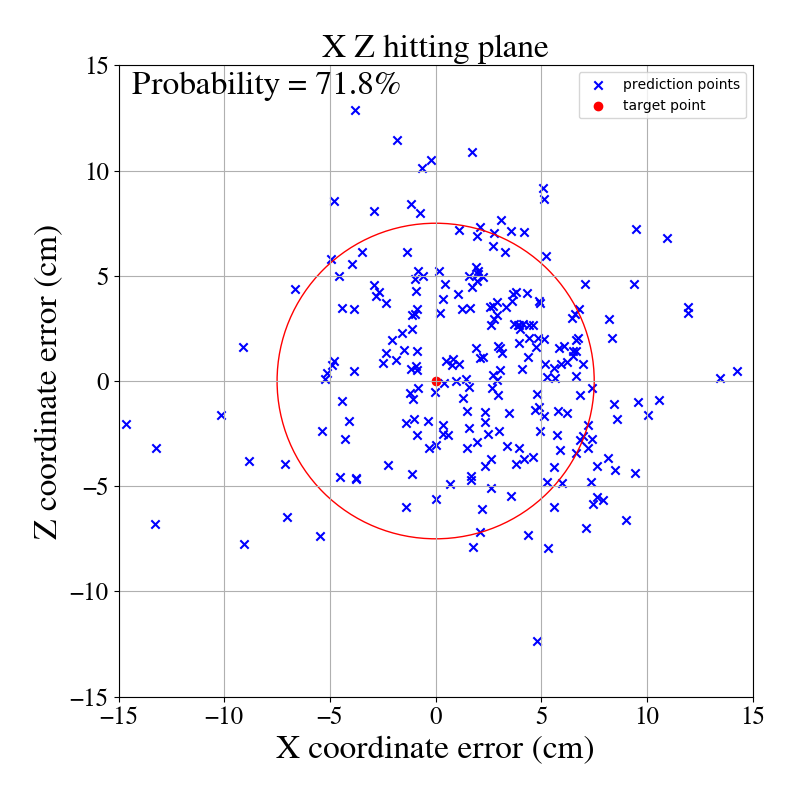 X Z hitting plane
Probability = 71.8%
prediction points
target point
Z coordinate error (cm)
15
10
5
0
−5
−10
−15
−15 −10 −5 0 5 10 15
X coordinate error (cm)